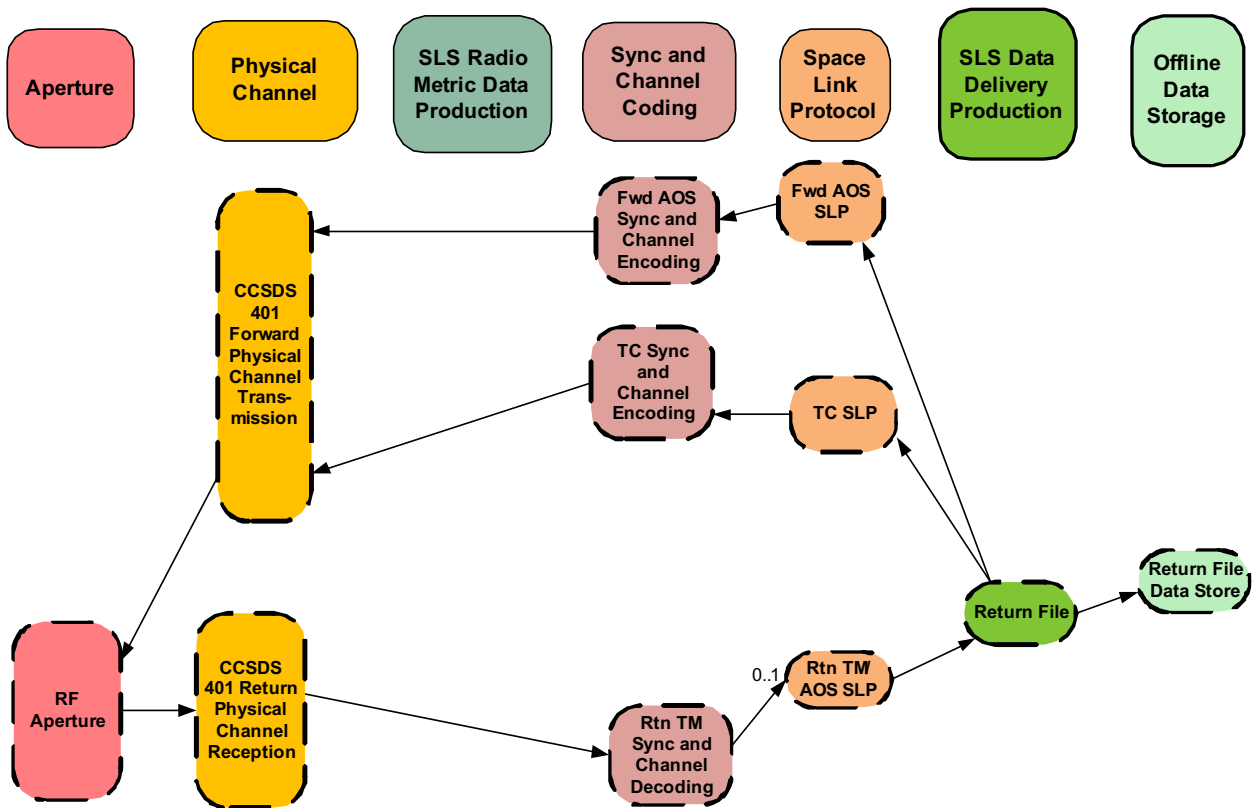 Aperture
Physical
Channel
SLS Radio
Metric Data
Production
Sync and
Channel
Coding
Space
Link
Protocol
SLS Data
Delivery
Production
Offline
Data
Storage
Fwd AOS
Sync and
Channel
Encoding
Fwd AOS
SLP
CCSDS
401
Forward
Physical
Channel
Trans-
mission
TC Sync
and
Channel
Encoding
TC SLP
Return File
Return File
Data Store
RF
Aperture
CCSDS
401 Return
Physical
Channel
Reception
Rtn TM
Sync and
Channel
Decoding
0..1
Rtn TM/
AOS SLP